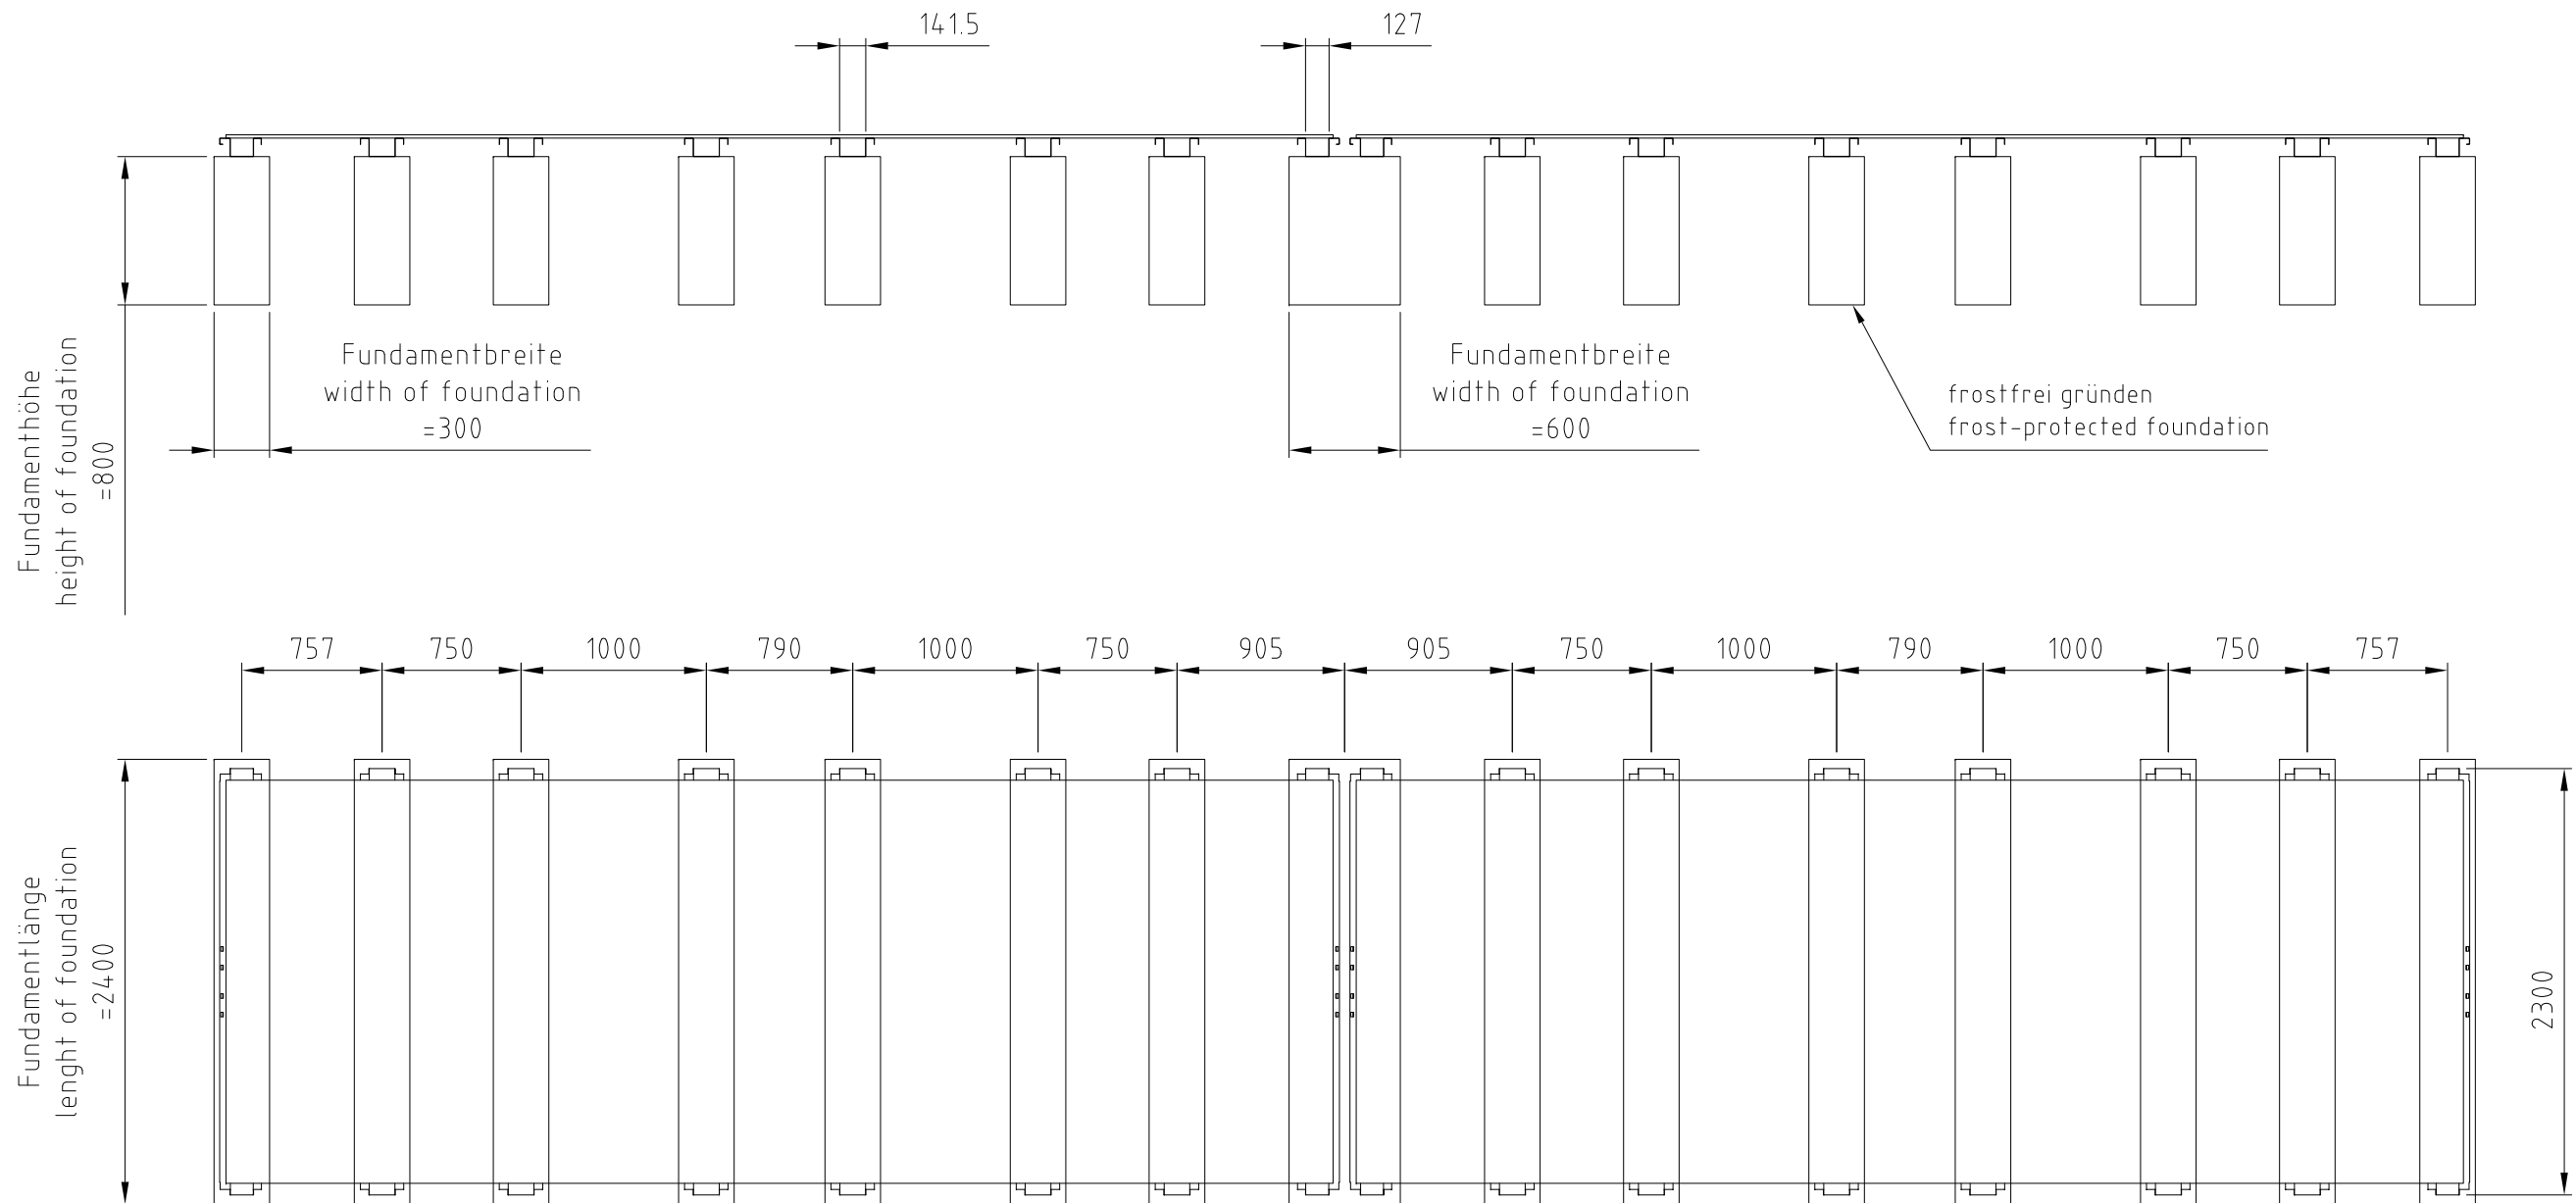 141.5
127
Fundamenthöhe
height of foundation
=800
Fundamentbreite
width of foundation
=300
Fundamentbreite
width of foundation
=600
frostfrei gründen
frost-protected foundation
757
750
1000
790
1000
750
905
905
750
1000
790
1000
750
757
Fundamentlänge
lenght of foundation
=2400
2300